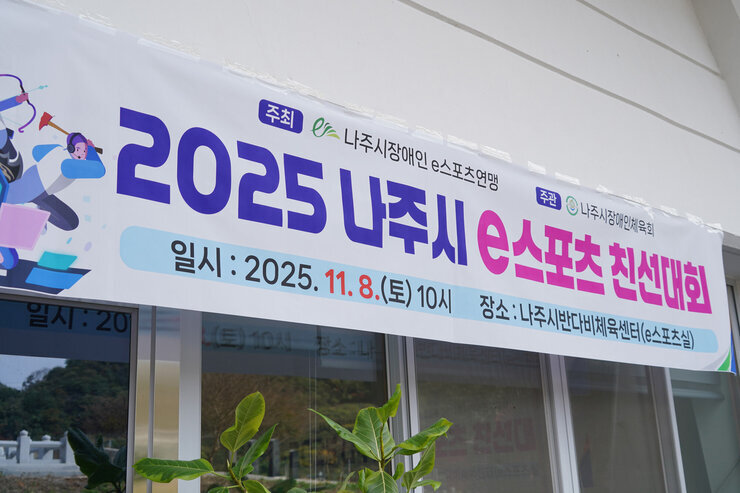 주최 나주시장애인 e스포츠연맹
주관 나주시장애인체육회
2025 나주시 e스포츠 친선대회
일시 : 2025. 11. 8.(토) 10시 장소 : 나주시반다비체육센터(e스포츠실)